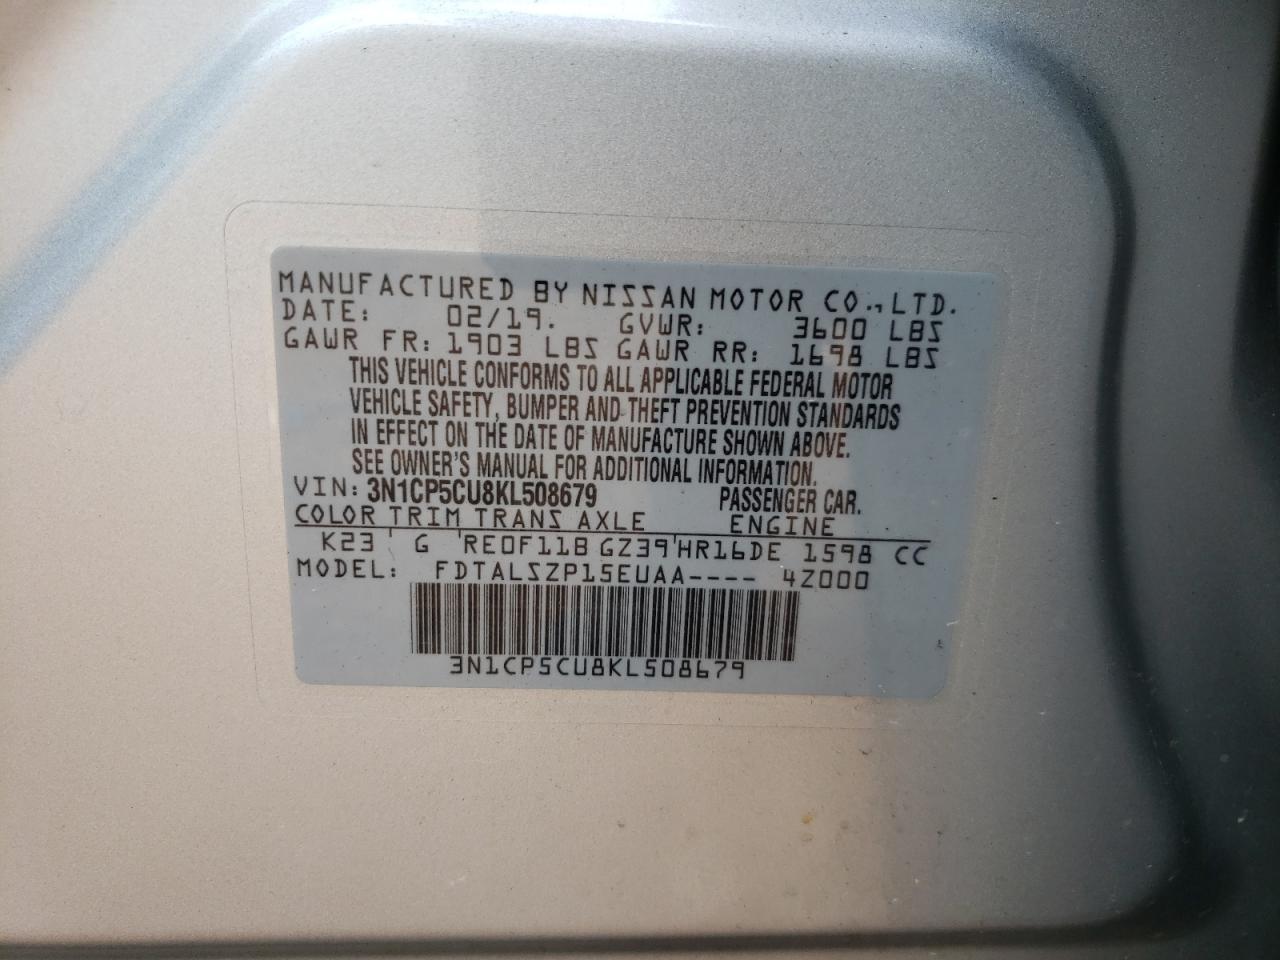 MANUFACTURED BY NISSAN MOTOR CO., LTD.
DATE: 02/19. GVWR: 3600 LBS
GAWR FR: 1903 LBS GAWR RR: 1698 LBS
THIS VEHICLE CONFORMS TO ALL APPLICABLE FEDERAL MOTOR
VEHICLE SAFETY, BUMPER AND THEFT PREVENTION STANDARDS
IN EFFECT ON THE DATE OF MANUFACTURE SHOWN ABOVE.
SEE OWNER'S MANUAL FOR ADDITIONAL INFORMATION.
VIN: 3N1CP5CU8KL508679 PASSENGER CAR.
COLOR TRIM TRANS AXLE ENGINE
K23 G RE0F11B GZ39 HR16DE 1598 CC
MODEL: FDTALSZP15EUAA---- 4Z000
3N1CP5CU8KL508679